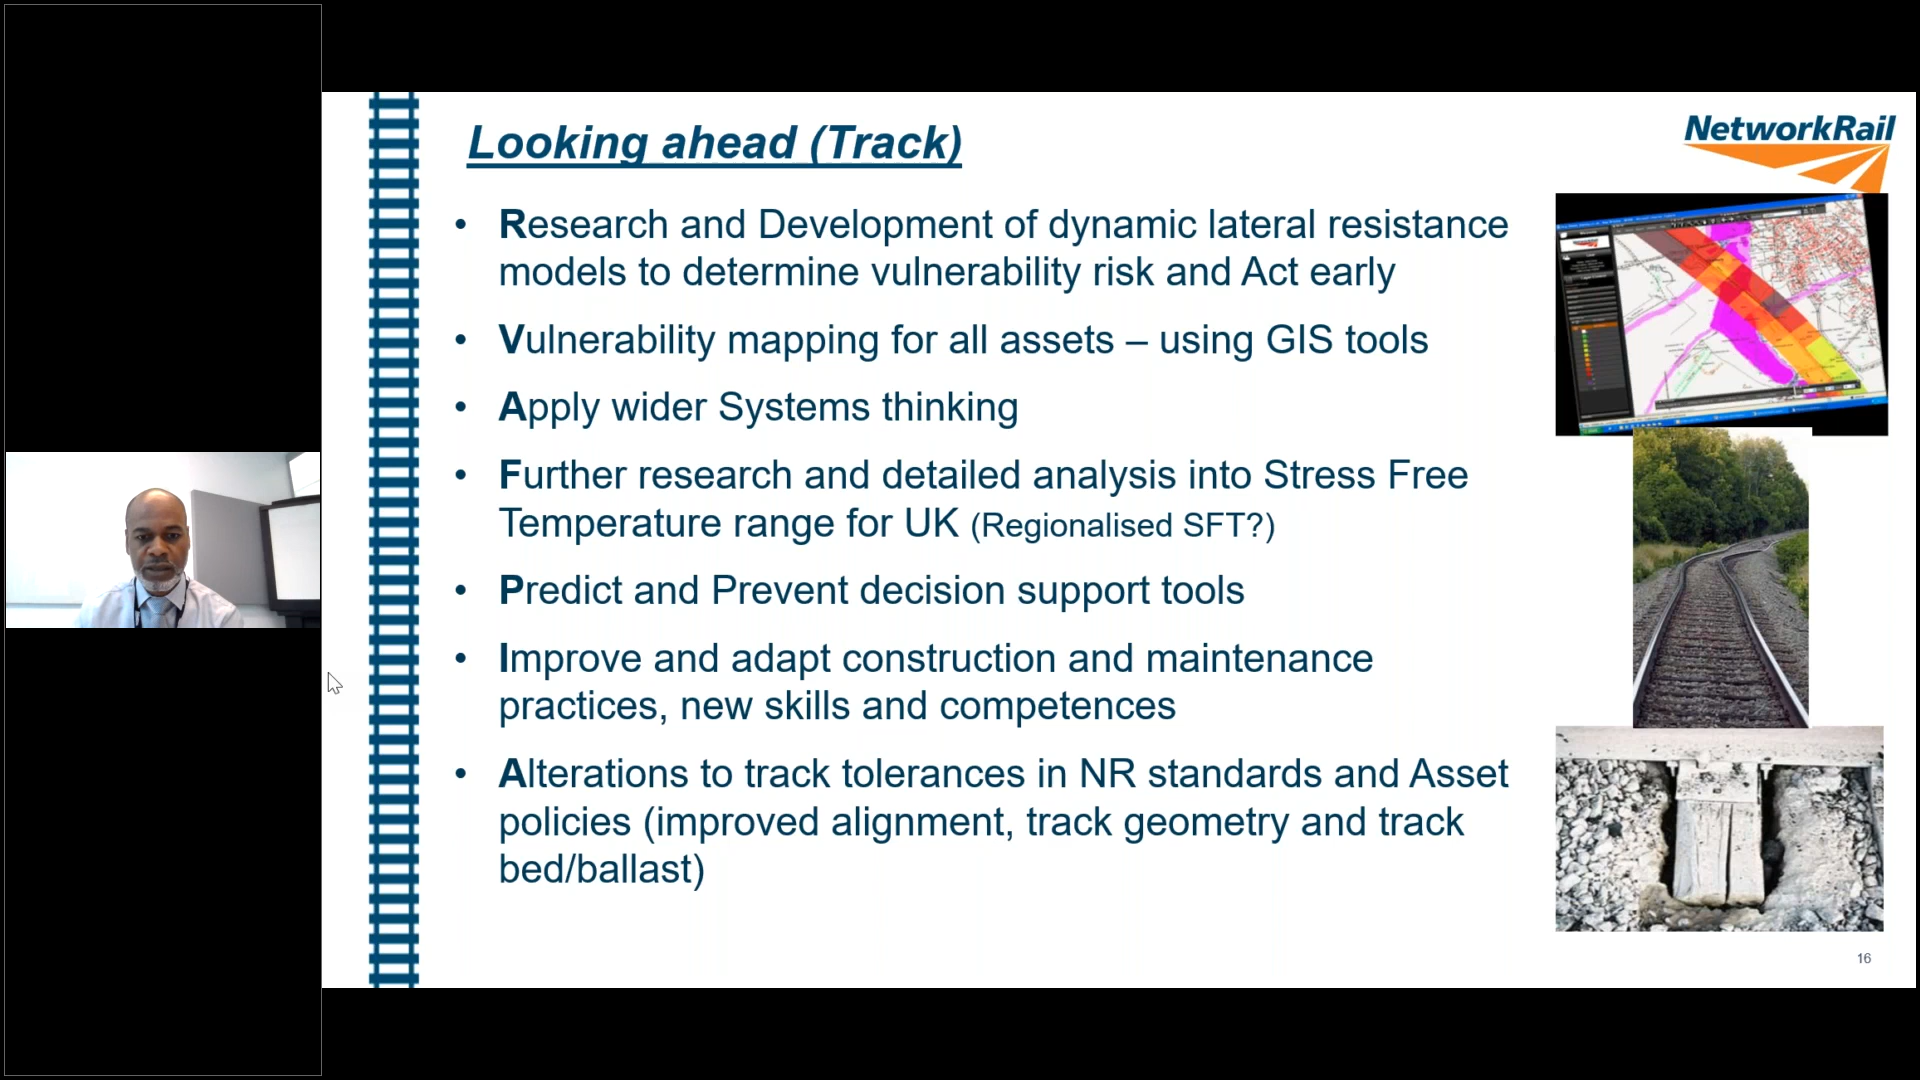 Looking ahead (Track)
NetworkRail
• Research and Development of dynamic lateral resistance
models to determine vulnerability risk and Act early
• Vulnerability mapping for all assets – using GIS tools
• Apply wider Systems thinking
• Further research and detailed analysis into Stress Free
Temperature range for UK (Regionalised SFT?)
• Predict and Prevent decision support tools
• Improve and adapt construction and maintenance
practices, new skills and competences
• Alterations to track tolerances in NR standards and Asset
policies (improved alignment, track geometry and track
bed/ballast)
16